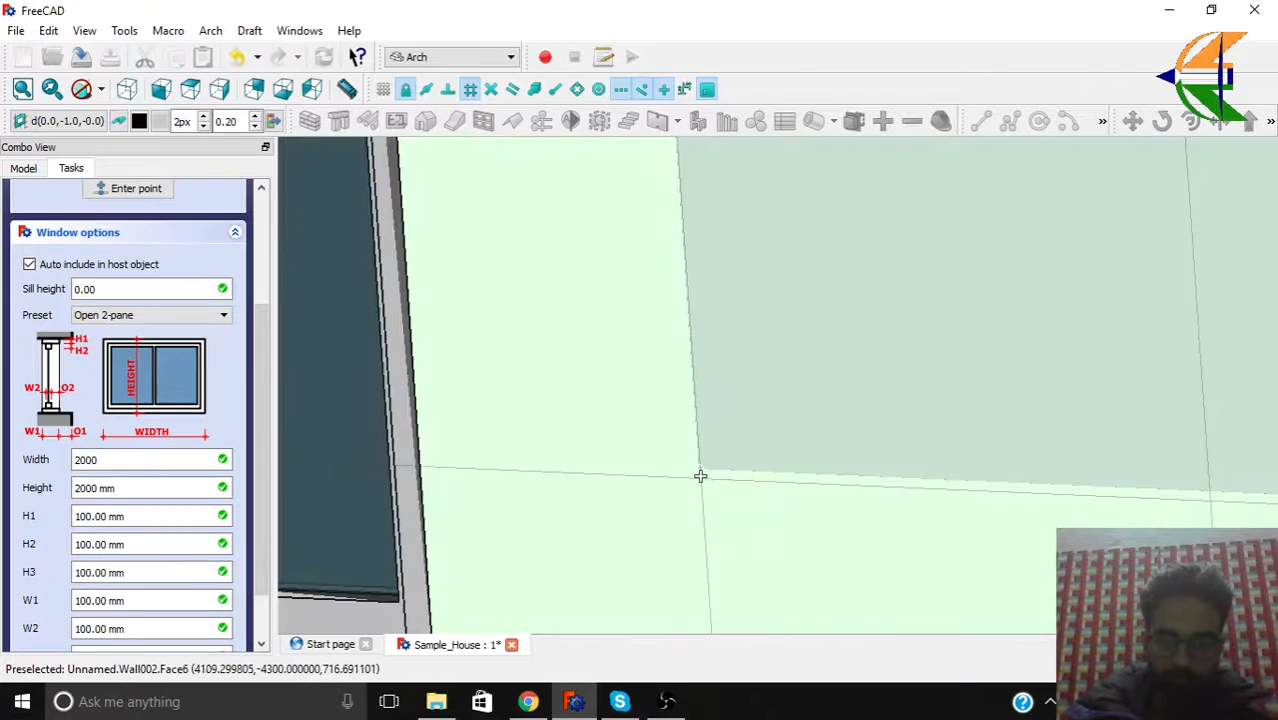 FreeCAD
File Edit View Tools Macro Arch Draft Windows Help
Arch
d(0.0,-1.0,-0.0) 2px 0.20 » »
Combo View
Model Tasks
Enter point
Window options
Auto include in host object
Sill height 0.00
Preset Open 2-pane
H1
H2
W2 O2
W1 O1
HEIGHT
WIDTH
Width 2000
Height 2000 mm
H1 100.00 mm
H2 100.00 mm
H3 100.00 mm
W1 100.00 mm
W2 100.00 mm
Start page Sample_House : 1*
Preselected: Unnamed.Wall002.Face6 (4109.299805,-4300.000000,716.691101)
Ask me anything